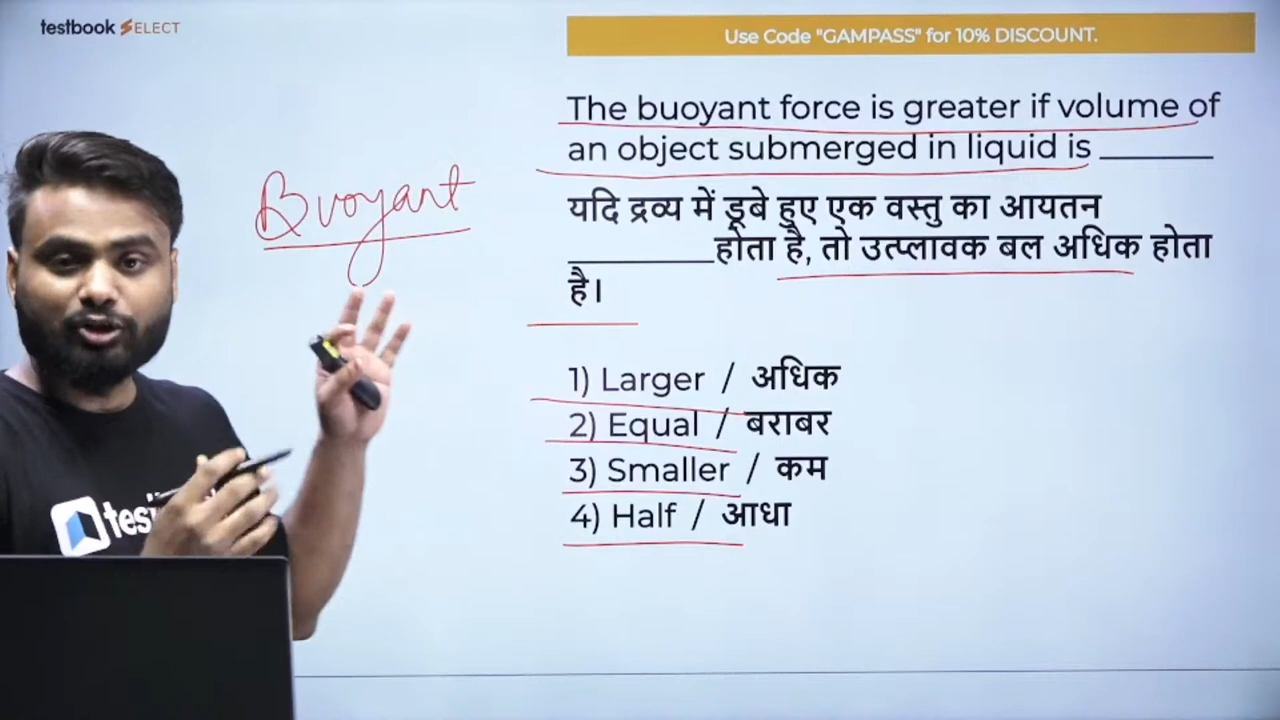 testbook SELECT
Use Code "GAMPASS" for 10% DISCOUNT.
The buoyant force is greater if volume of
an object submerged in liquid is ________
Buoyant
यदि द्रव्य में डूबे हुए एक वस्तु का आयतन
_________होता है, तो उत्प्लावक बल अधिक होता
है।
1) Larger / अधिक
2) Equal / बराबर
3) Smaller / कम
4) Half / आधा